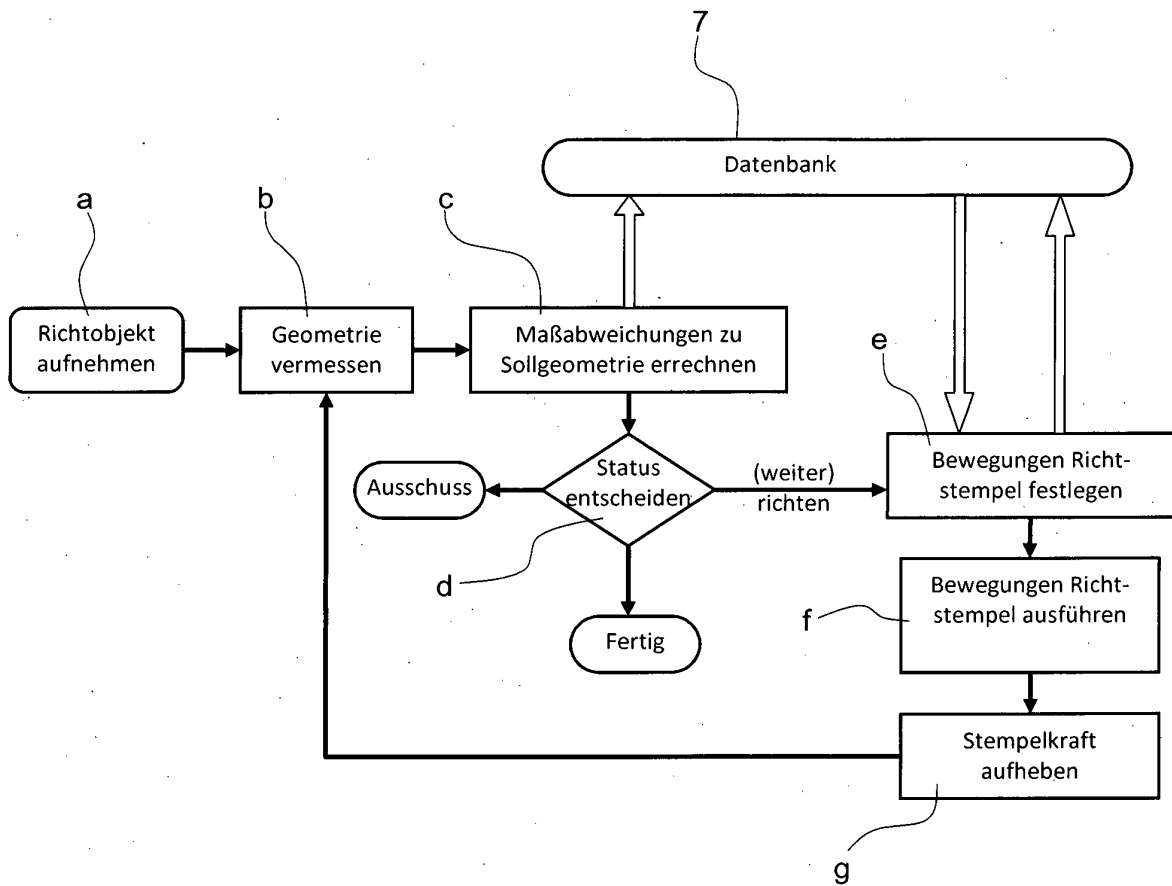 7
Datenbank
a
b
c
Richtobjekt
aufnehmen
Geometrie
vermessen
Maßabweichungen zu
Sollgeometrie errechnen
e
Ausschuss
Status
entscheiden
(weiter)
richten
Bewegungen Richt-
stempel festlegen
d
Fertig
f
Bewegungen Richt-
stempel ausführen
Stempelkraft
aufheben
g